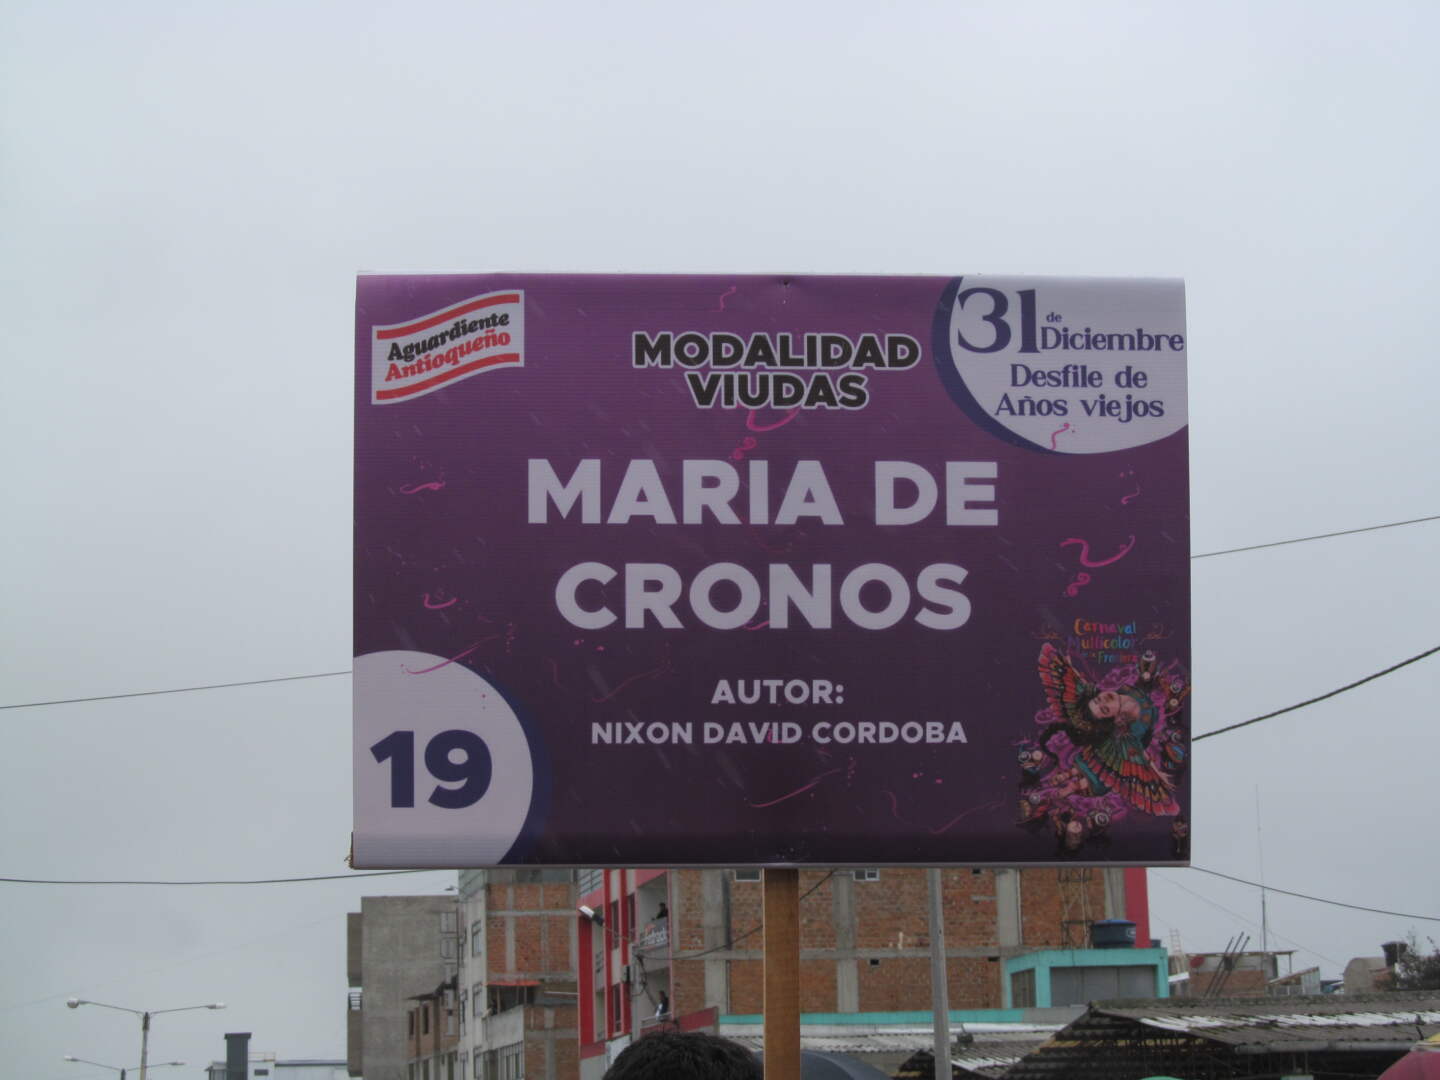 Aguardiente
Antioqueño
MODALIDAD
VIUDAS
31 de
Diciembre
Desfile de
Años viejos
MARIA DE
CRONOS
AUTOR:
NIXON DAVID CORDOBA
19
Carnaval
Multicolor